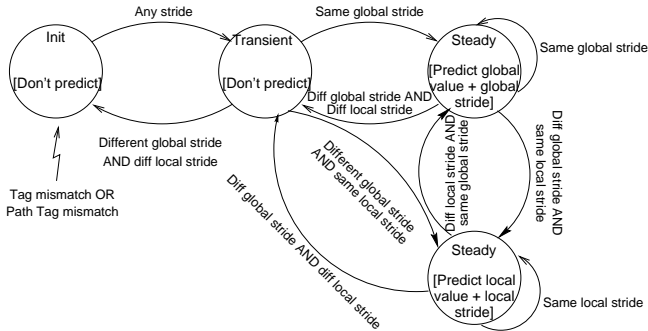 Any stride
Same global stride
Init
[Don't predict]
Transient
[Don't predict]
Steady
[Predict global
value + global
stride]
Same global stride
Diff global stride AND
Diff local stride
Different global stride
AND diff local stride
Tag mismatch OR
Path Tag mismatch
Different global stride
AND same local stride
Diff global stride AND diff local stride
Diff local stride AND
same global stride
Diff global stride AND
same local stride
Steady
[Predict local
value + local
stride]
Same local stride